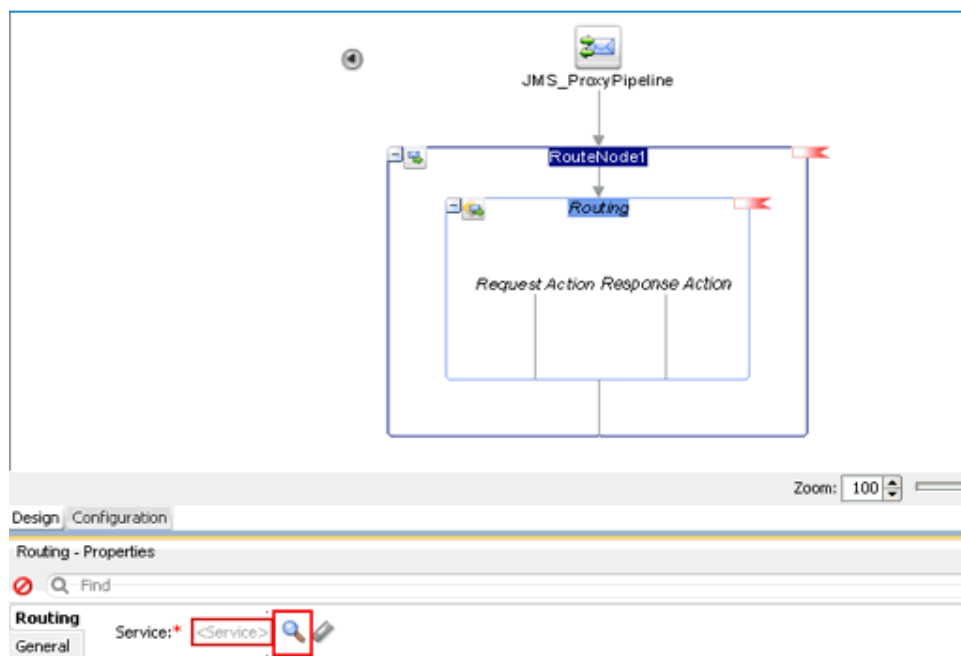 JMS_ProxyPipeline
RouteNode1
Routing
Request Action Response Action
Zoom: 100
Design Configuration
Routing - Properties
Find
Routing
Service:* <Service>
General